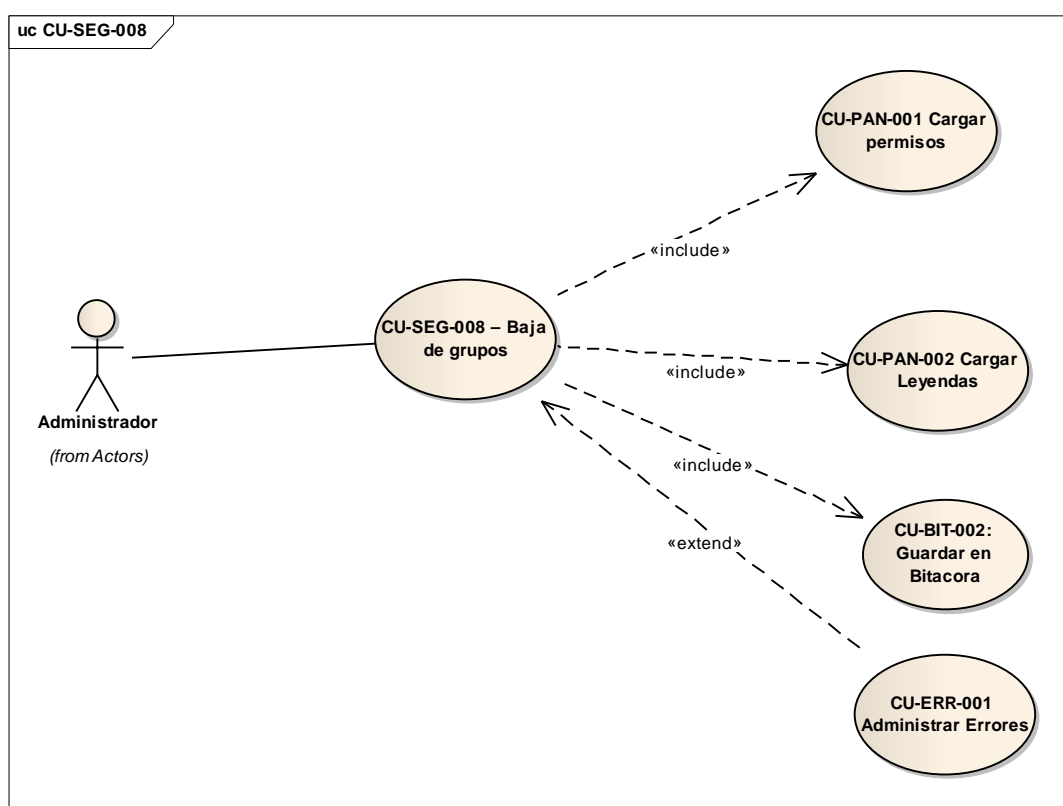 uc CU-SEG-008
CU-PAN-001 Cargar
permisos
«include»
CU-SEG-008 – Baja
de grupos
CU-PAN-002 Cargar
Leyendas
«include»
Administrador
(from Actors)
«include»
CU-BIT-002:
Guardar en
Bitacora
«extend»
CU-ERR-001
Administrar Errores